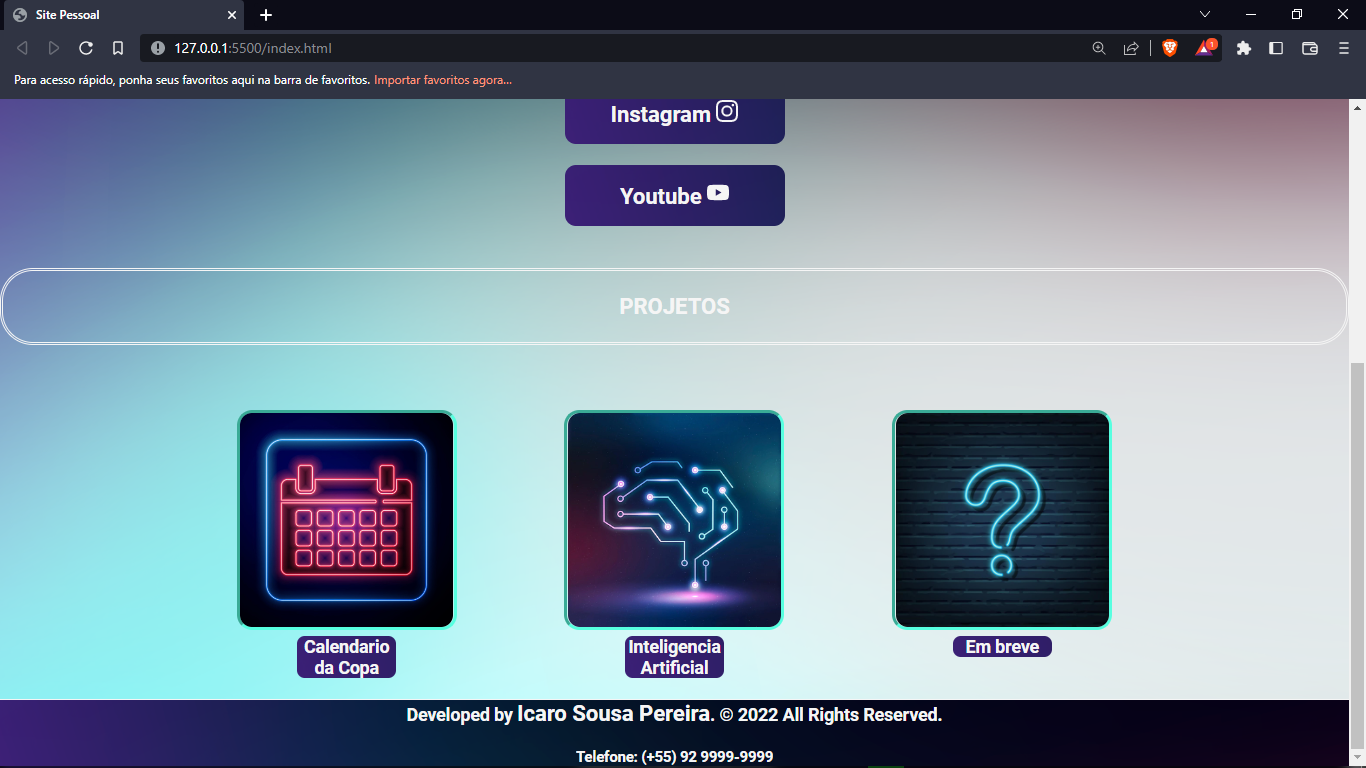 Site Pessoal
127.0.0.1:5500/index.html
1
Para acesso rápido, ponha seus favoritos aqui na barra de favoritos. Importar favoritos agora...
Instagram
Youtube
PROJETOS
Calendario
da Copa
Inteligencia
Artificial
Em breve
Developed by Icaro Sousa Pereira. © 2022 All Rights Reserved.
Telefone: (+55) 92 9999-9999